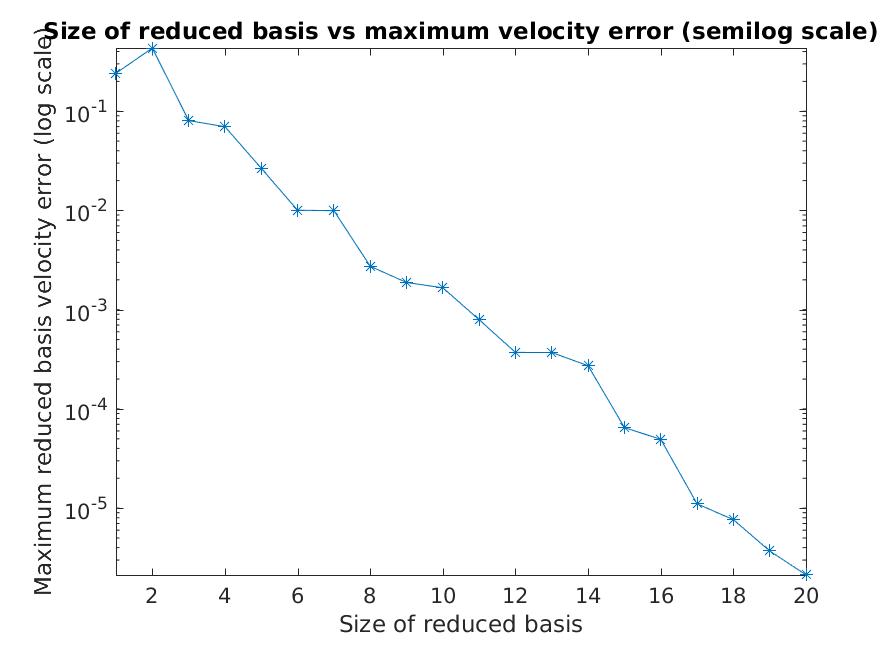 Size of reduced basis vs maximum velocity error (semilog scale)
Maximum reduced basis velocity error (log scale)
10^-1
10^-2
10^-3
10^-4
10^-5
2 4 6 8 10 12 14 16 18 20
Size of reduced basis